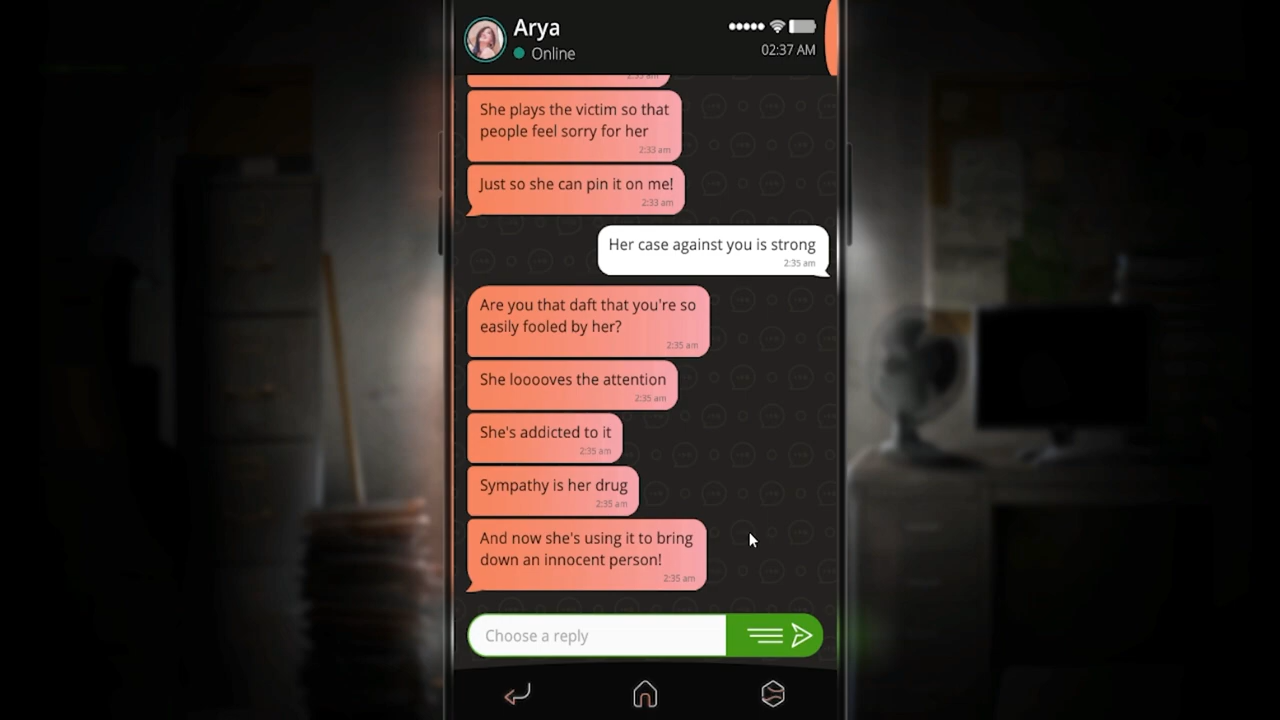 Arya
Online
02:37 AM
2:33 am
She plays the victim so that
people feel sorry for her
2:33 am
Just so she can pin it on me!
2:33 am
Her case against you is strong
2:35 am
Are you that daft that you're so
easily fooled by her?
2:35 am
She looooves the attention
2:35 am
She's addicted to it
2:35 am
Sympathy is her drug
2:35 am
And now she's using it to bring
down an innocent person!
2:35 am
Choose a reply